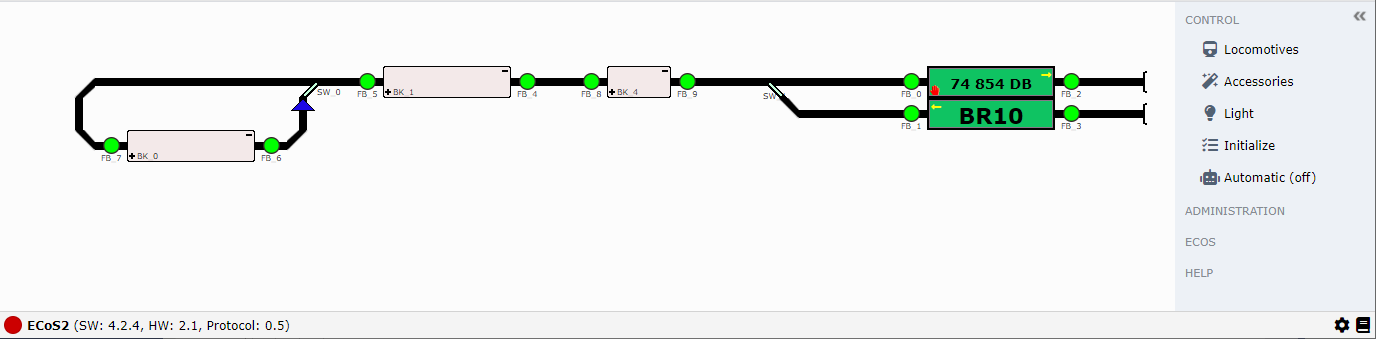 CONTROL
Locomotives
Accessories
Light
Initialize
Automatic (off)
ADMINISTRATION
ECOS
HELP
SW_0
FB_5
BK_1
FB_4
FB_8
BK_4
FB_9
FB_0
74 854 DB
FB_2
FB_1
BR10
FB_3
FB_7
BK_0
FB_6
ECoS2 (SW: 4.2.4, HW: 2.1, Protocol: 0.5)